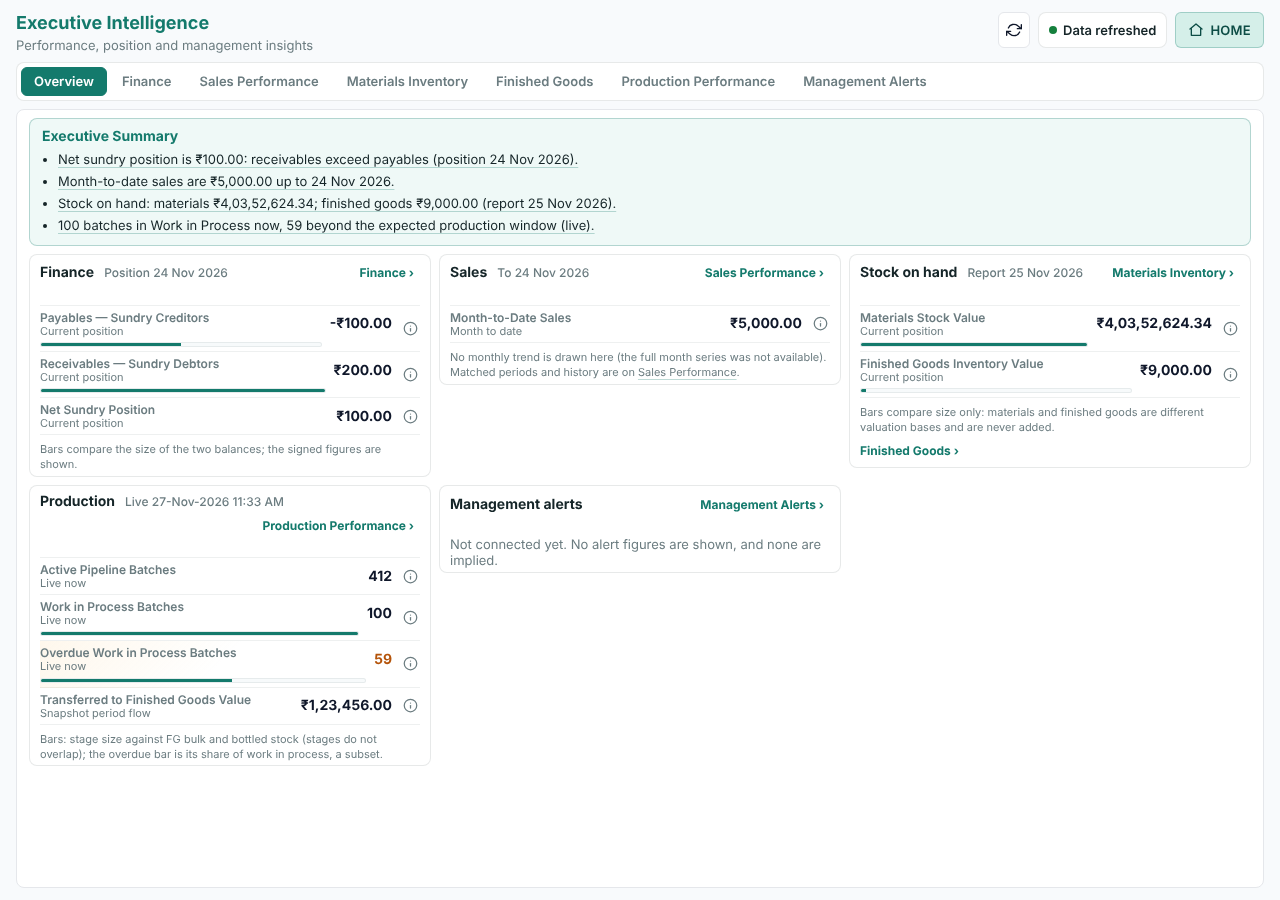 Executive Intelligence
Performance, position and management insights
Data refreshed
HOME
Overview
Finance
Sales Performance
Materials Inventory
Finished Goods
Production Performance
Management Alerts
Executive Summary
• Net sundry position is ₹100.00: receivables exceed payables (position 24 Nov 2026).
• Month-to-date sales are ₹5,000.00 up to 24 Nov 2026.
• Stock on hand: materials ₹4,03,52,624.34; finished goods ₹9,000.00 (report 25 Nov 2026).
• 100 batches in Work in Process now, 59 beyond the expected production window (live).
Finance Position 24 Nov 2026 Finance ›
Payables — Sundry Creditors
Current position
-₹100.00
Receivables — Sundry Debtors
Current position
₹200.00
Net Sundry Position
Current position
₹100.00
Bars compare the size of the two balances; the signed figures are
shown.
Sales To 24 Nov 2026 Sales Performance ›
Month-to-Date Sales
Month to date
₹5,000.00
No monthly trend is drawn here (the full month series was not available).
Matched periods and history are on Sales Performance.
Stock on hand Report 25 Nov 2026 Materials Inventory ›
Materials Stock Value
Current position
₹4,03,52,624.34
Finished Goods Inventory Value
Current position
₹9,000.00
Bars compare size only: materials and finished goods are different
valuation bases and are never added.
Finished Goods ›
Production Live 27-Nov-2026 11:33 AM
Production Performance ›
Active Pipeline Batches
Live now
412
Work in Process Batches
Live now
100
Overdue Work in Process Batches
Live now
59
Transferred to Finished Goods Value
Snapshot period flow
₹1,23,456.00
Bars: stage size against FG bulk and bottled stock (stages do not
overlap); the overdue bar is its share of work in process, a subset.
Management alerts Management Alerts ›
Not connected yet. No alert figures are shown, and none are
implied.